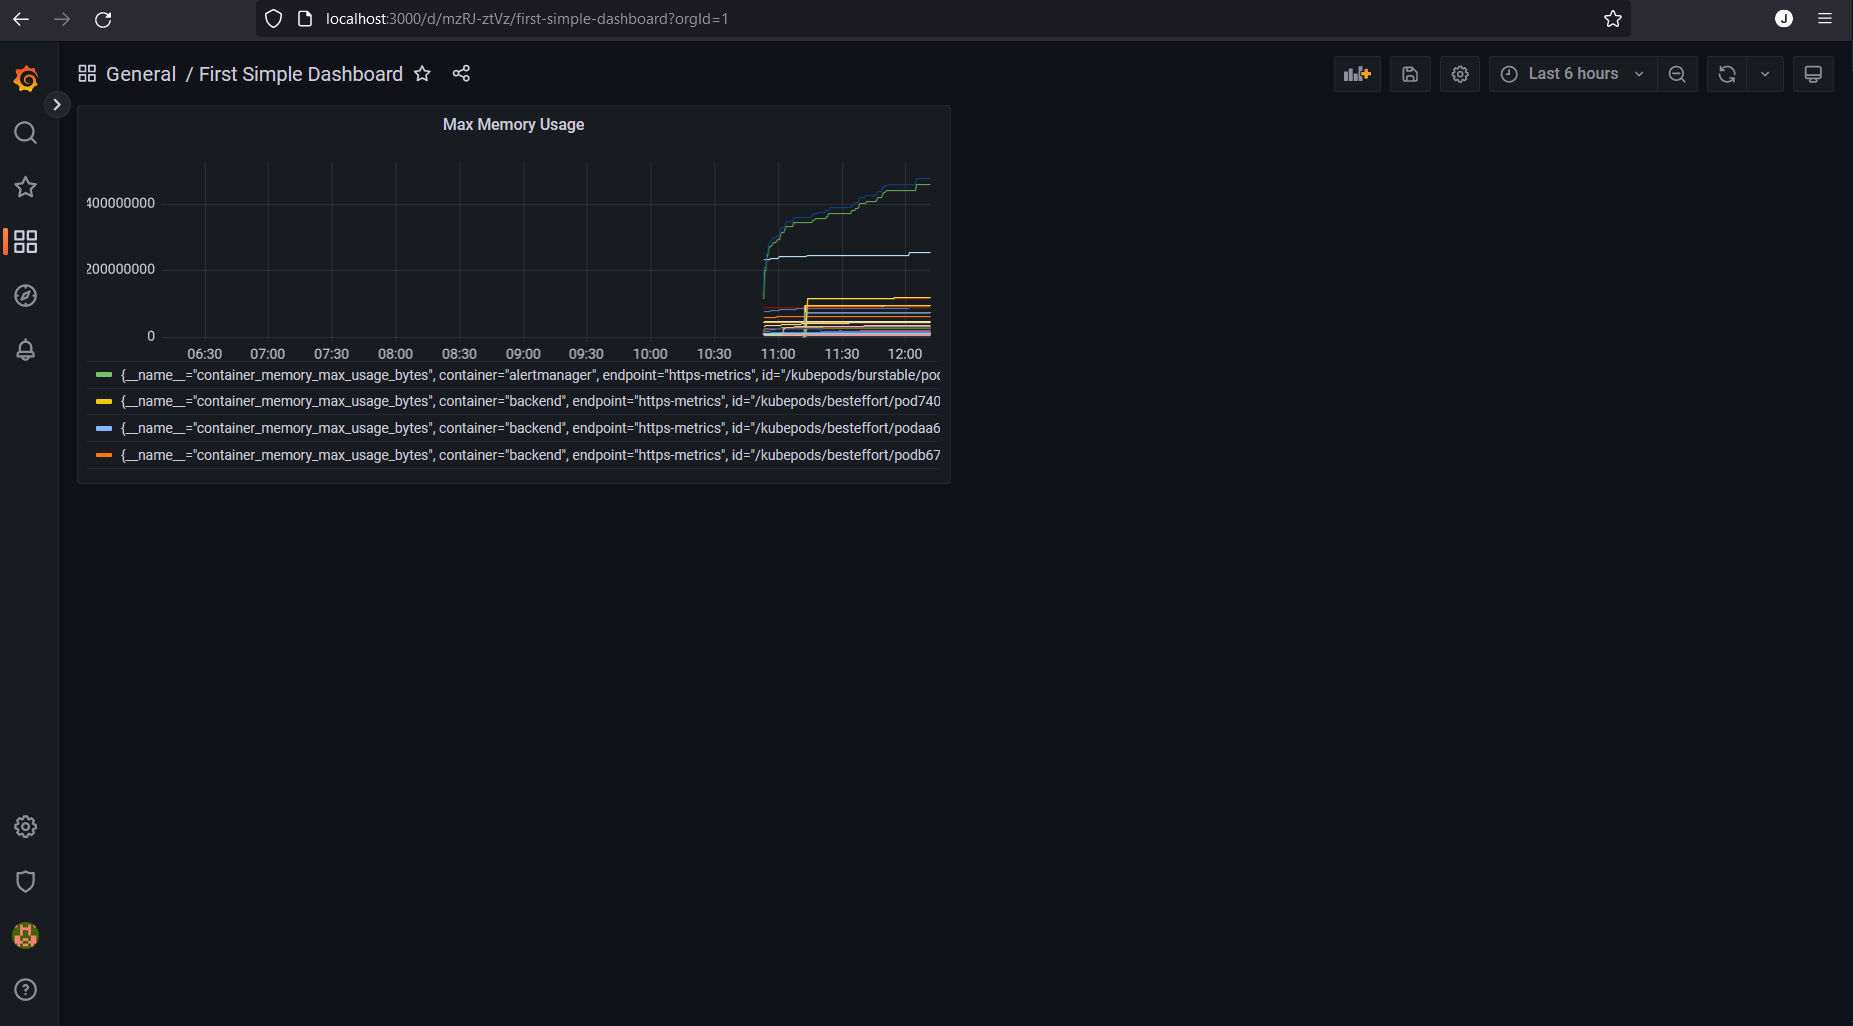 localhost:3000/d/mzRJ-ztVz/first-simple-dashboard?orgId=1
J
General / First Simple Dashboard
Last 6 hours
Max Memory Usage
400000000
200000000
0
06:30 07:00 07:30 08:00 08:30 09:00 09:30 10:00 10:30 11:00 11:30 12:00
{__name__="container_memory_max_usage_bytes", container="alertmanager", endpoint="https-metrics", id="/kubepods/burstable/poc
{__name__="container_memory_max_usage_bytes", container="backend", endpoint="https-metrics", id="/kubepods/besteffort/pod740
{__name__="container_memory_max_usage_bytes", container="backend", endpoint="https-metrics", id="/kubepods/besteffort/podaa6
{__name__="container_memory_max_usage_bytes", container="backend", endpoint="https-metrics", id="/kubepods/besteffort/podb67